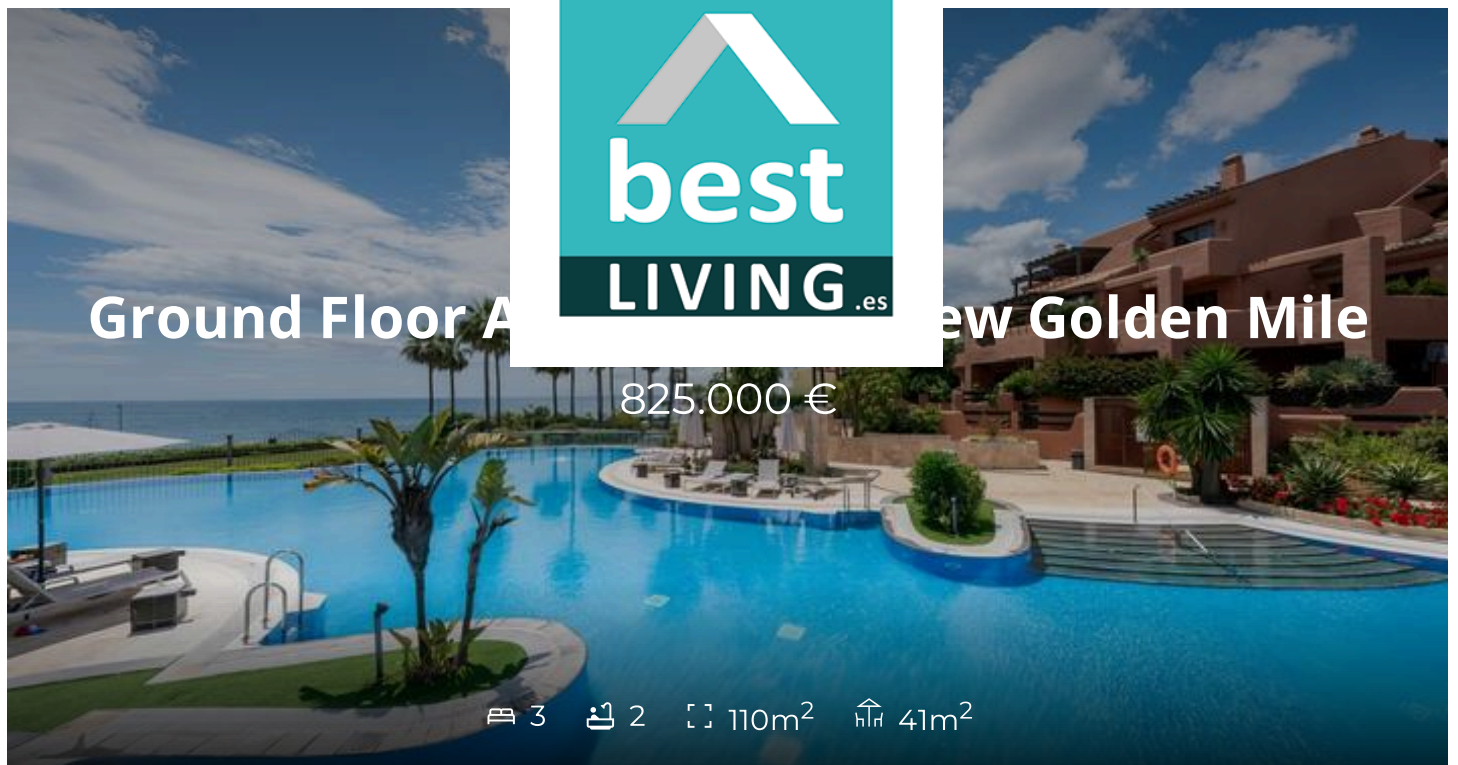 best
LIVING.es
Ground Floor A ew Golden Mile
825.000 €
3 2 110m² 41m²